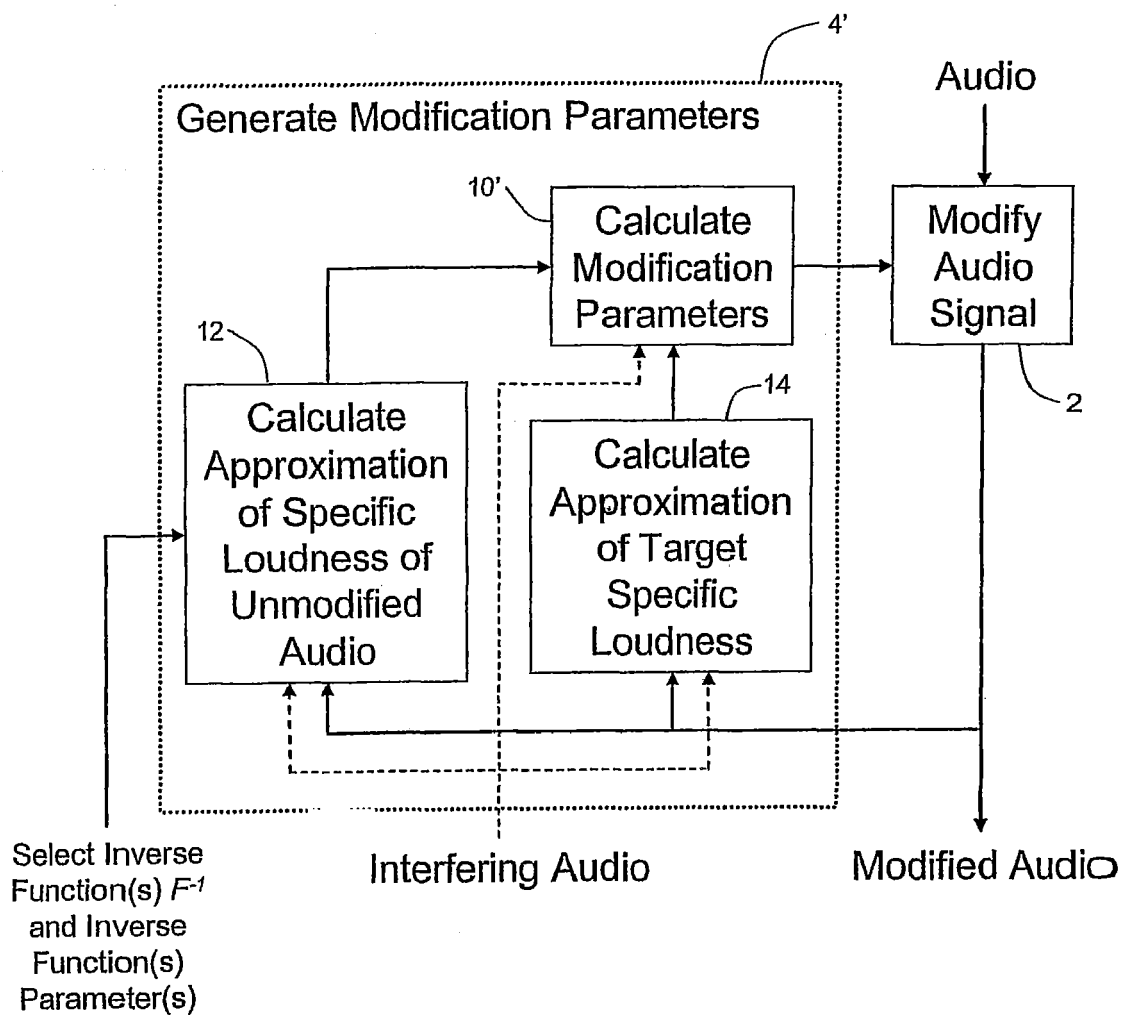 4'
Audio
Generate Modification Parameters
10'
Calculate
Modification
Parameters
Modify
Audio
Signal
2
12
Calculate
Approximation
of Specific
Loudness of
Unmodified
Audio
14
Calculate
Approximation
of Target
Specific
Loudness
Select Inverse
Function(s) F-1
and Inverse
Function(s)
Parameter(s)
Interfering Audio
Modified Audio